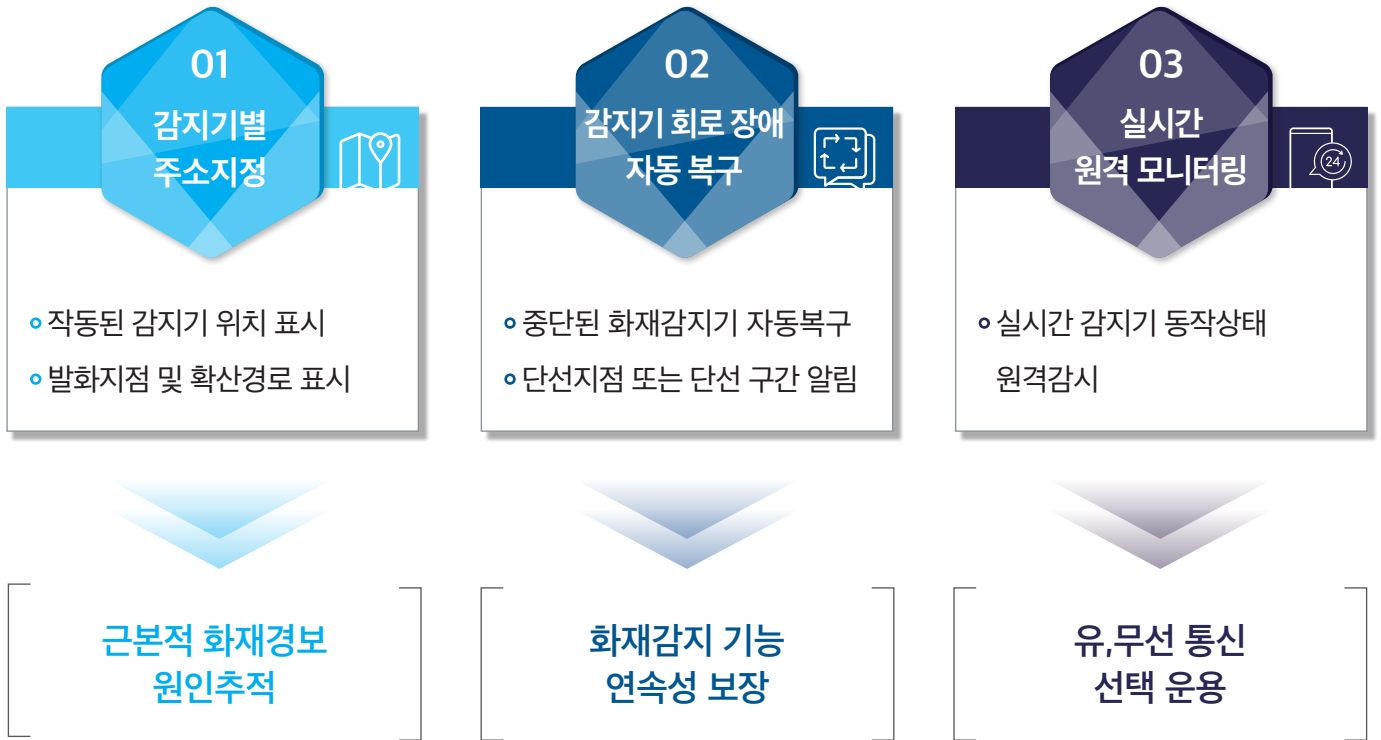 01
감지기별
주소지정
작동된 감지기 위치 표시
발화지점 및 확산경로 표시
근본적 화재경보
원인추적
02
감지기 회로 장애
자동 복구
중단된 화재감지기 자동복구
단선지점 또는 단선 구간 알림
화재감지 기능
연속성 보장
03
실시간
원격 모니터링
24
실시간 감지기 동작상태
원격감시
유,무선 통신
선택 운용